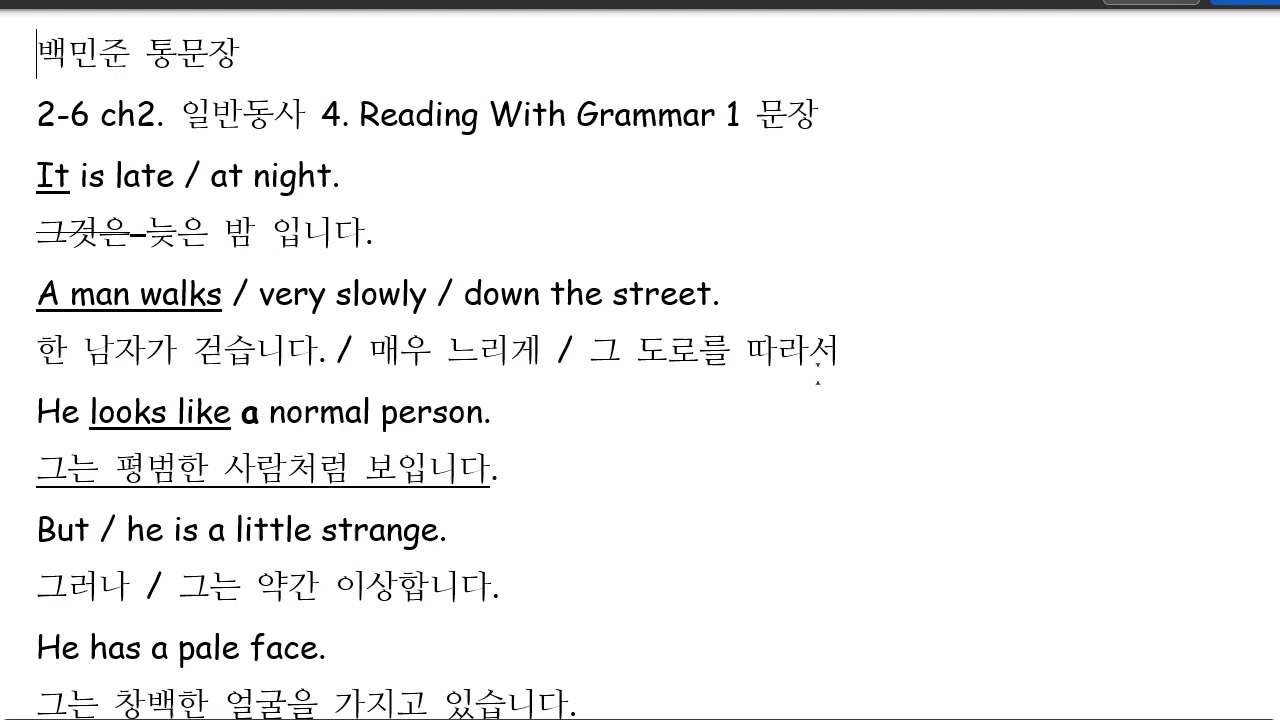 백민준 통문장
2-6 ch2. 일반동사 4. Reading With Grammar 1 문장
It is late / at night.
그것은 늦은 밤 입니다.
A man walks / very slowly / down the street.
한 남자가 걷습니다. / 매우 느리게 / 그 도로를 따라서
He looks like a normal person.
그는 평범한 사람처럼 보입니다.
But / he is a little strange.
그러나 / 그는 약간 이상합니다.
He has a pale face.
그는 창백한 얼굴을 가지고 있습니다.